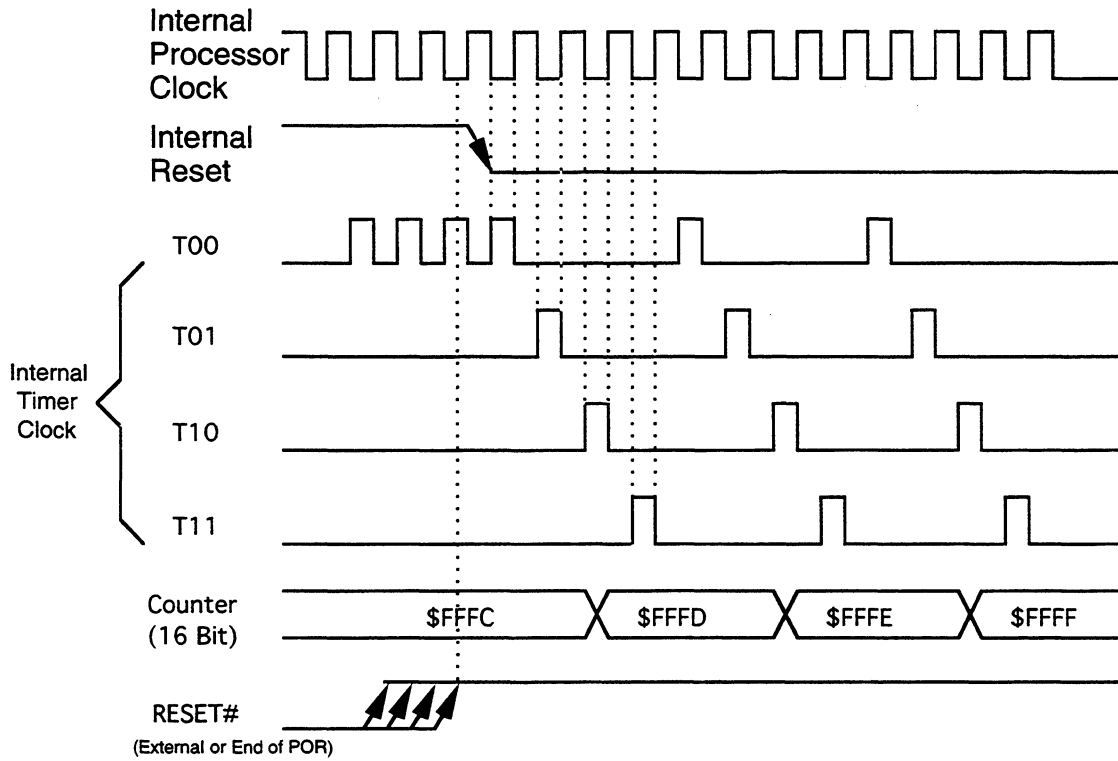 Internal
Processor
Clock
Internal
Reset
T00
T01
Internal
Timer
Clock
T10
T11
Counter
(16 Bit)
$FFFC
$FFFD
$FFFE
$FFFF
RESET#
(External or End of POR)